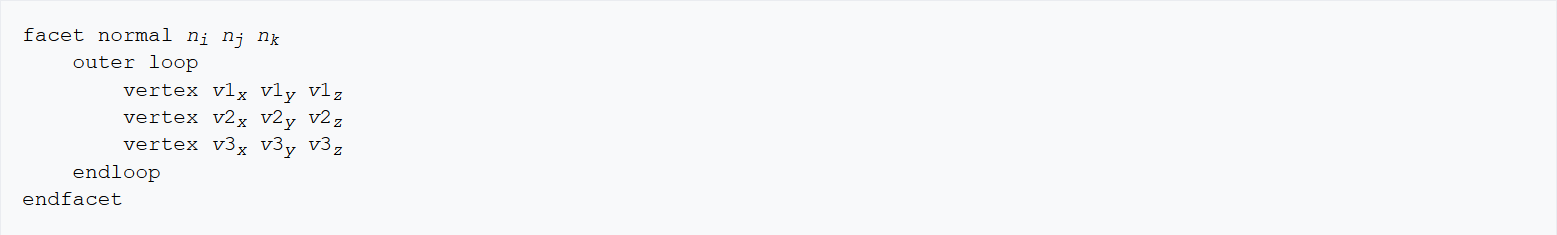 facet normal nᵢ nⱼ nₖ
    outer loop
        vertex v1ₓ v1y v1z
        vertex v2ₓ v2y v2z
        vertex v3ₓ v3y v3z
    endloop
endfacet